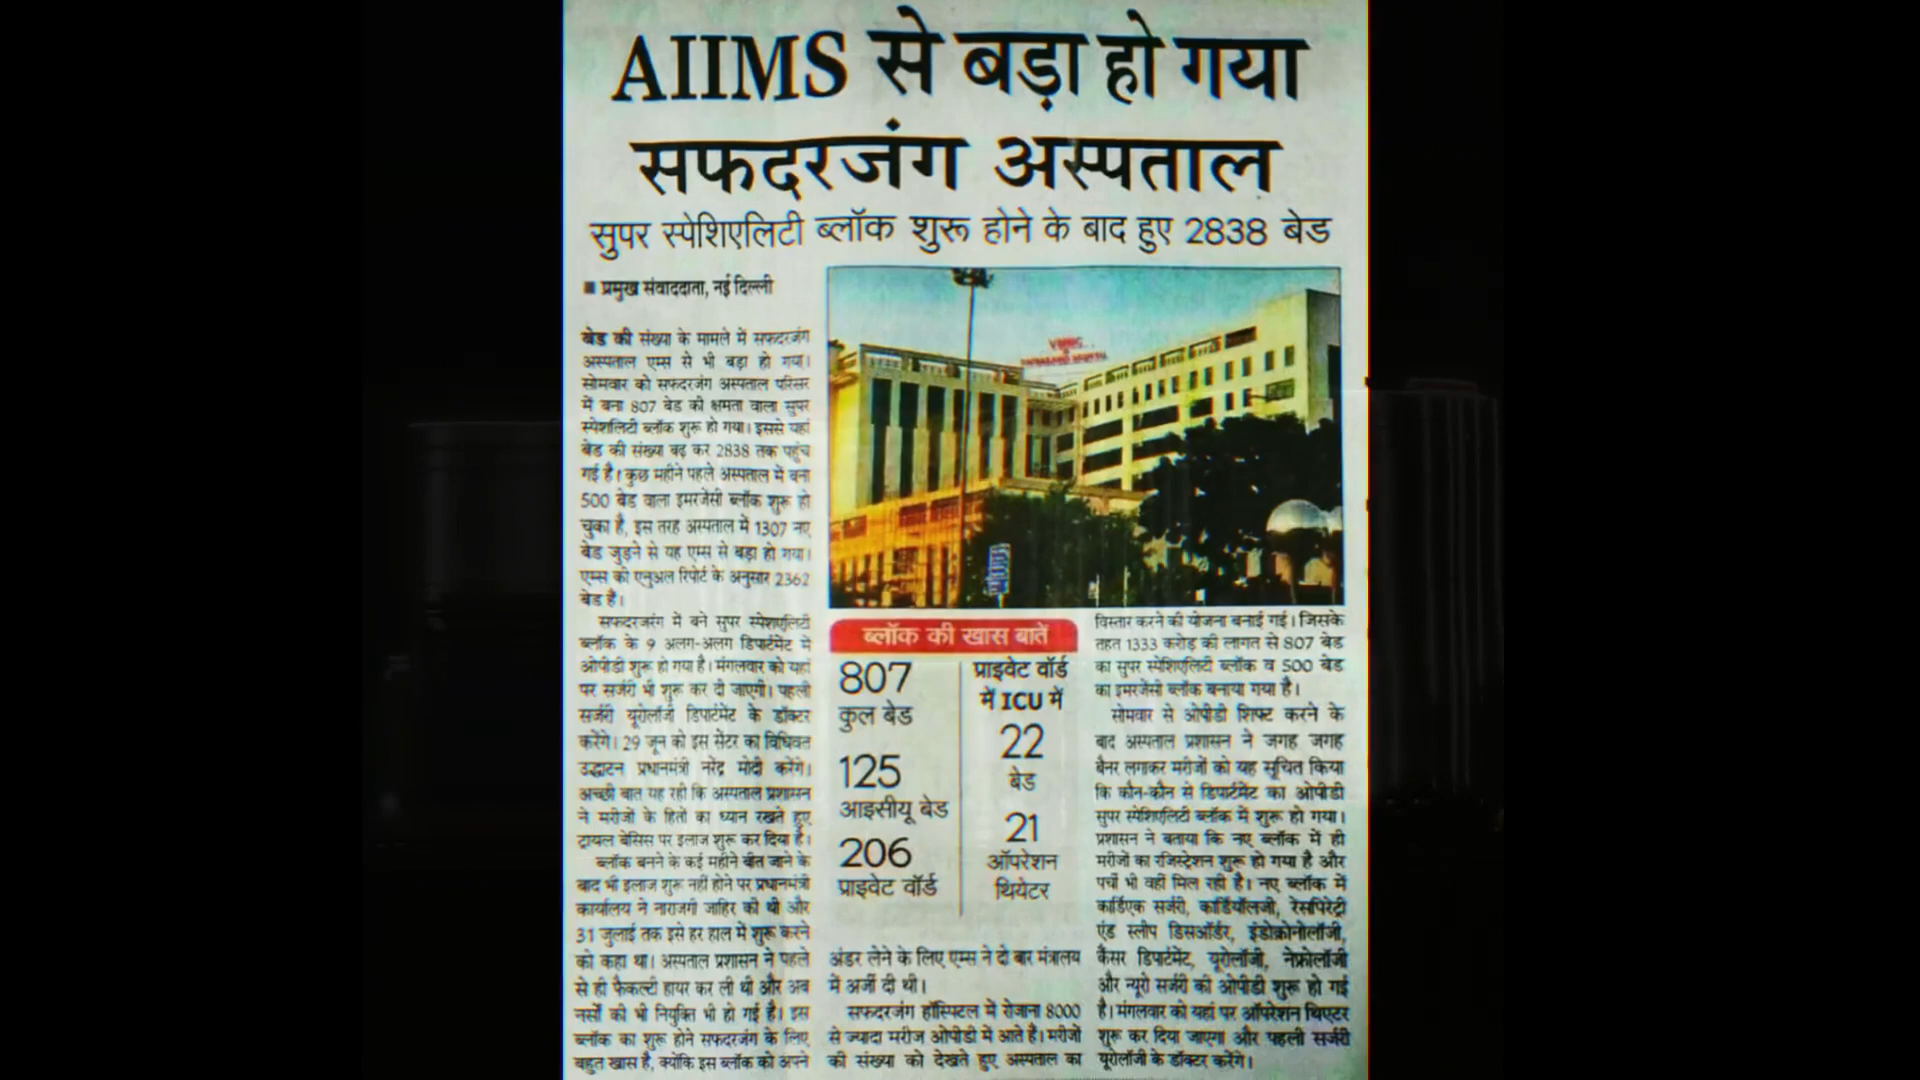 AIIMS से बड़ा हो गया
सफदरजंग अस्पताल
सुपर स्पेशिएलिटी ब्लॉक शुरू होने के बाद हुए 2838 बेड
■ प्रमुख संवाददाता, नई दिल्ली
बेड की संख्या के मामले में सफदरजंग
अस्पताल एम्स से भी बड़ा हो गया।
सोमवार को सफदरजंग अस्पताल परिसर
में बना 807 बेड की क्षमता वाला सुपर
स्पेशलिटी ब्लॉक शुरू हो गया। इससे यहां
बेड की संख्या बढ़ कर 2838 तक पहुंच
गई है। कुछ महीने पहले अस्पताल में बना
500 बेड वाला इमरजेंसी ब्लॉक शुरू हो
चुका है, इस तरह अस्पताल में 1307 नए
बेड जुड़ने से यह एम्स से बड़ा हो गया।
एम्स की एनुअल रिपोर्ट के अनुसार 2362
बेड हैं।
सफदरजंग में बने सुपर स्पेशएलिटी
ब्लॉक के 9 अलग-अलग डिपार्टमेंट में
ओपीडी शुरू हो गया है। मंगलवार को यहां
पर सर्जरी भी शुरू कर दी जाएगी। पहली
सर्जरी यूरोलॉजी डिपार्टमेंट के डॉक्टर
करेंगे। 29 जून को इस सेंटर का विधिवत
उद्घाटन प्रधानमंत्री नरेंद्र मोदी करेंगे।
अच्छी बात यह रही कि अस्पताल प्रशासन
ने मरीजों के हितों का ध्यान रखते हुए
ट्रायल बेसिस पर इलाज शुरू कर दिया है।
ब्लॉक बनने के कई महीने बीत जाने के
बाद भी इलाज शुरू नहीं होने पर प्रधानमंत्री
कार्यालय ने नाराजगी जाहिर की थी और
31 जुलाई तक इसे हर हाल में शुरू करने
को कहा था। अस्पताल प्रशासन ने पहले
से ही फैकल्टी हायर कर ली थी और अब
नर्सों की भी नियुक्ति भी हो गई है। इस
ब्लॉक का शुरू होने सफदरजंग के लिए
बहुत खास है, क्योंकि इस ब्लॉक को अपने
ब्लॉक की खास बातें
807
कुल बेड
125
आइसीयू बेड
206
प्राइवेट वॉर्ड
प्राइवेट वॉर्ड
में ICU में
22
बेड
21
ऑपरेशन
थियेटर
अंडर लेने के लिए एम्स ने दो बार मंत्रालय
में अर्जी दी थी।
सफदरजंग हॉस्पिटल में रोजाना 8000
से ज्यादा मरीज ओपीडी में आते हैं। मरीजों
की संख्या को देखते हुए अस्पताल का
विस्तार करने की योजना बनाई गई। जिसके
तहत 1333 करोड़ की लागत से 807 बेड
का सुपर स्पेशिएलिटी ब्लॉक व 500 बेड
का इमरजेंसी ब्लॉक बनाया गया है।
सोमवार से ओपीडी शिफ्ट करने के
बाद अस्पताल प्रशासन ने जगह जगह
बैनर लगाकर मरीजों को यह सूचित किया
कि कौन-कौन से डिपार्टमेंट का ओपीडी
सुपर स्पेशिएलिटी ब्लॉक में शुरू हो गया।
प्रशासन ने बताया कि नए ब्लॉक में ही
मरीजों का रजिस्ट्रेशन शुरू हो गया है और
पर्ची भी वहीं मिल रही है। नए ब्लॉक में
कार्डिएक सर्जरी, कार्डियॉलजी, रेसपिरेट्री
एंड स्लीप डिसऑर्डर, इंडोक्रोनोलॉजी,
कैंसर डिपार्टमेंट, यूरोलॉजी, नेफ्रोलॉजी
और न्यूरो सर्जरी की ओपीडी शुरू हो गई
है। मंगलवार को यहां पर ऑपरेशन थिएटर
शुरू कर दिया जाएगा और पहली सर्जरी
यूरोलॉजी के डॉक्टर करेंगे।